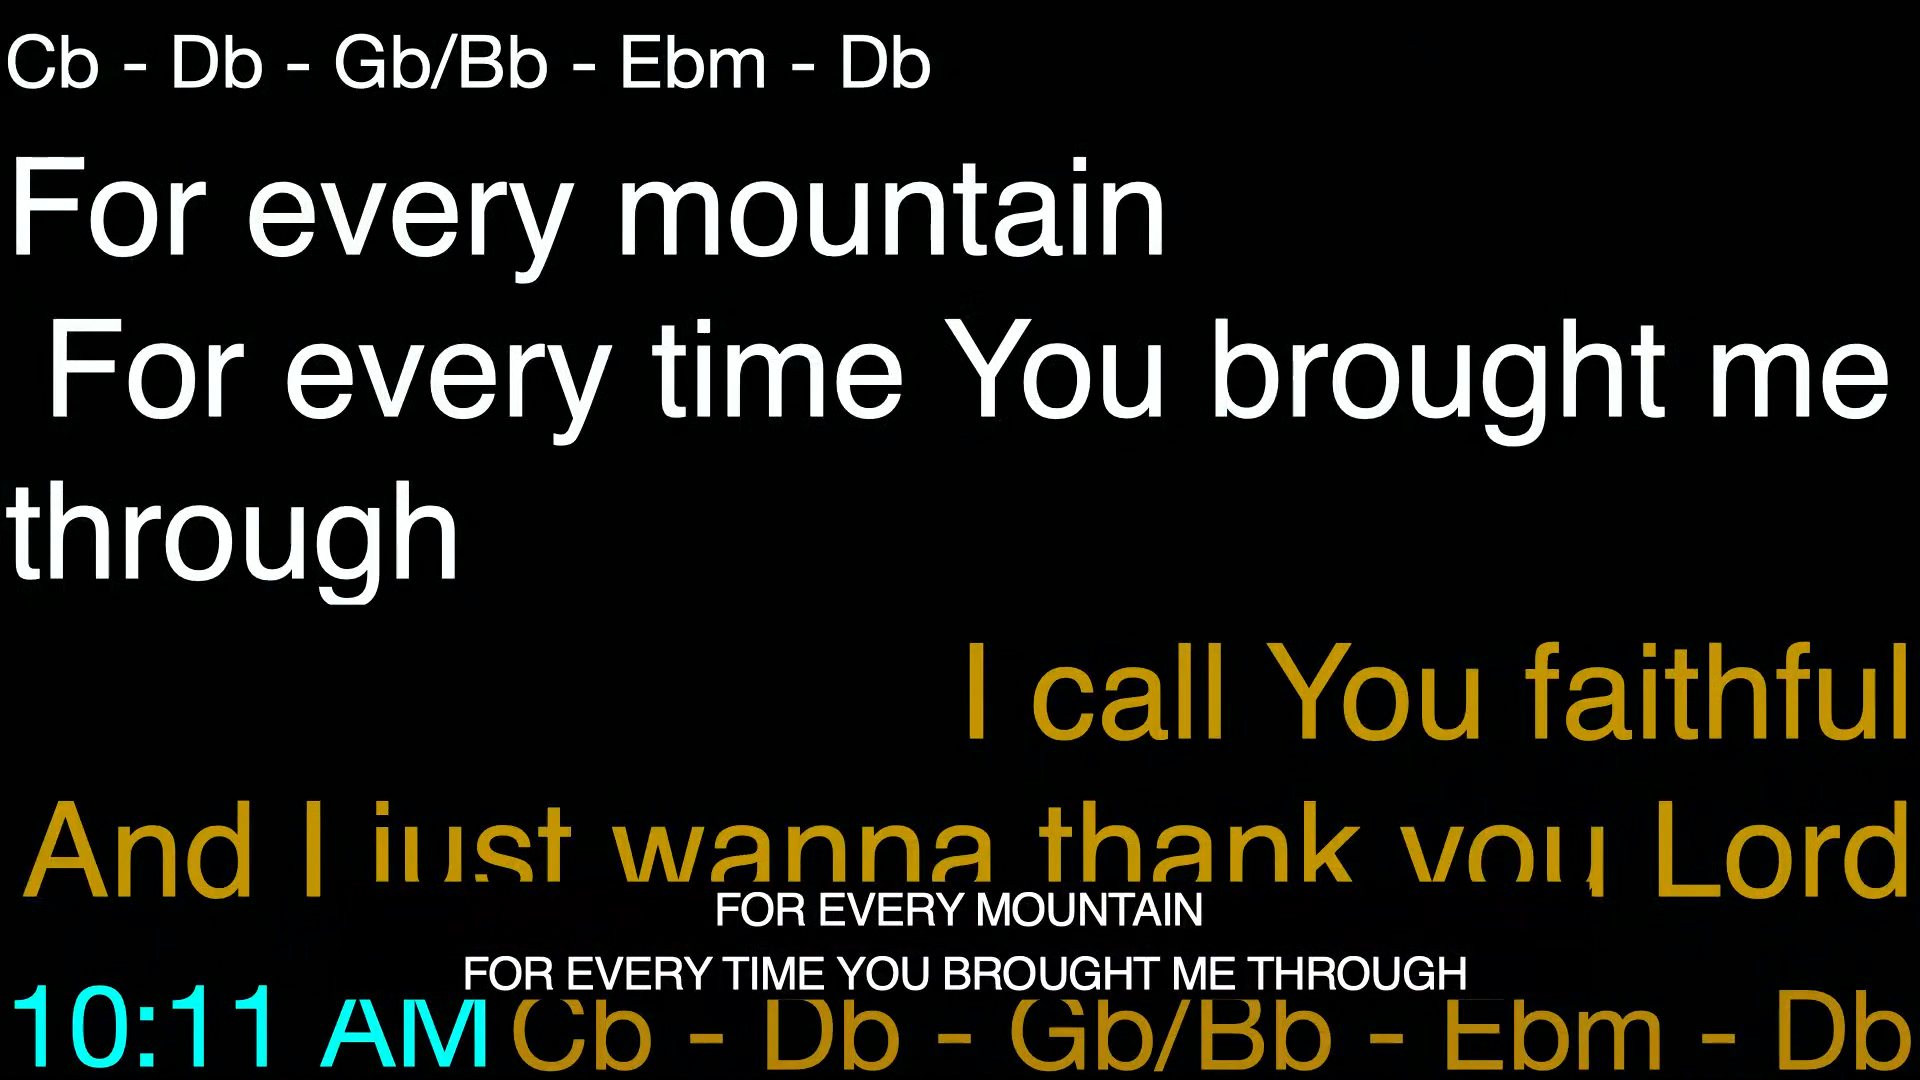 Cb - Db - Gb/Bb - Ebm - Db
For every mountain
For every time You brought me
through
I call You faithful
And I just wanna thank you Lord
FOR EVERY MOUNTAIN
FOR EVERY TIME YOU BROUGHT ME THROUGH
10:11 AM Cb - Db - Gb/Bb - Ebm - Db